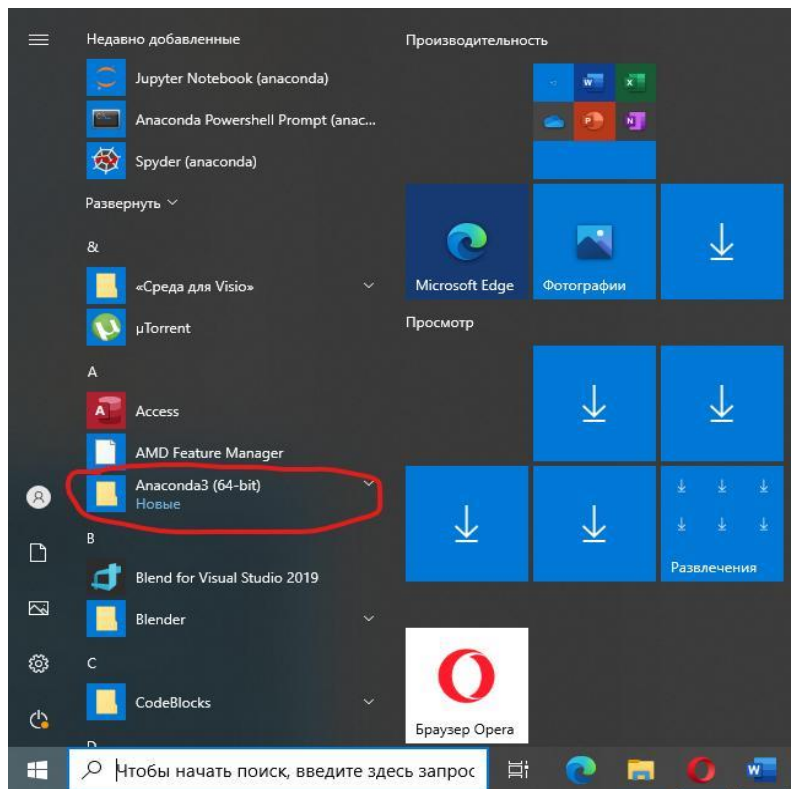 Недавно добавленные
Jupyter Notebook (anaconda)
Anaconda Powershell Prompt (anac...
Spyder (anaconda)
Развернуть
&
«Среда для Visio»
µTorrent
A
Access
AMD Feature Manager
Anaconda3 (64-bit)
Новые
B
Blend for Visual Studio 2019
Blender
C
CodeBlocks
D
Производительность
Microsoft Edge
Фотографии
Просмотр
Развлечения
Браузер Opera
Чтобы начать поиск, введите здесь запрос